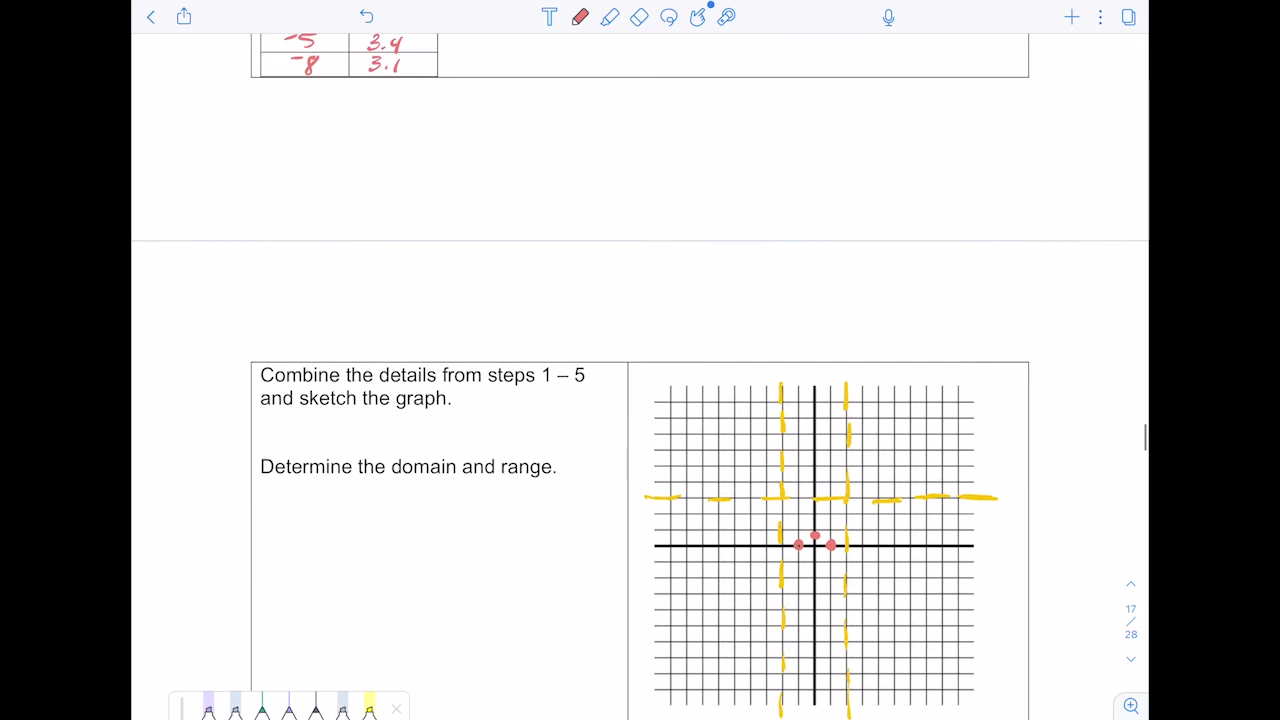 -5 3.4
-8 3.1
Combine the details from steps 1 – 5
and sketch the graph.
Determine the domain and range.
17
/
28